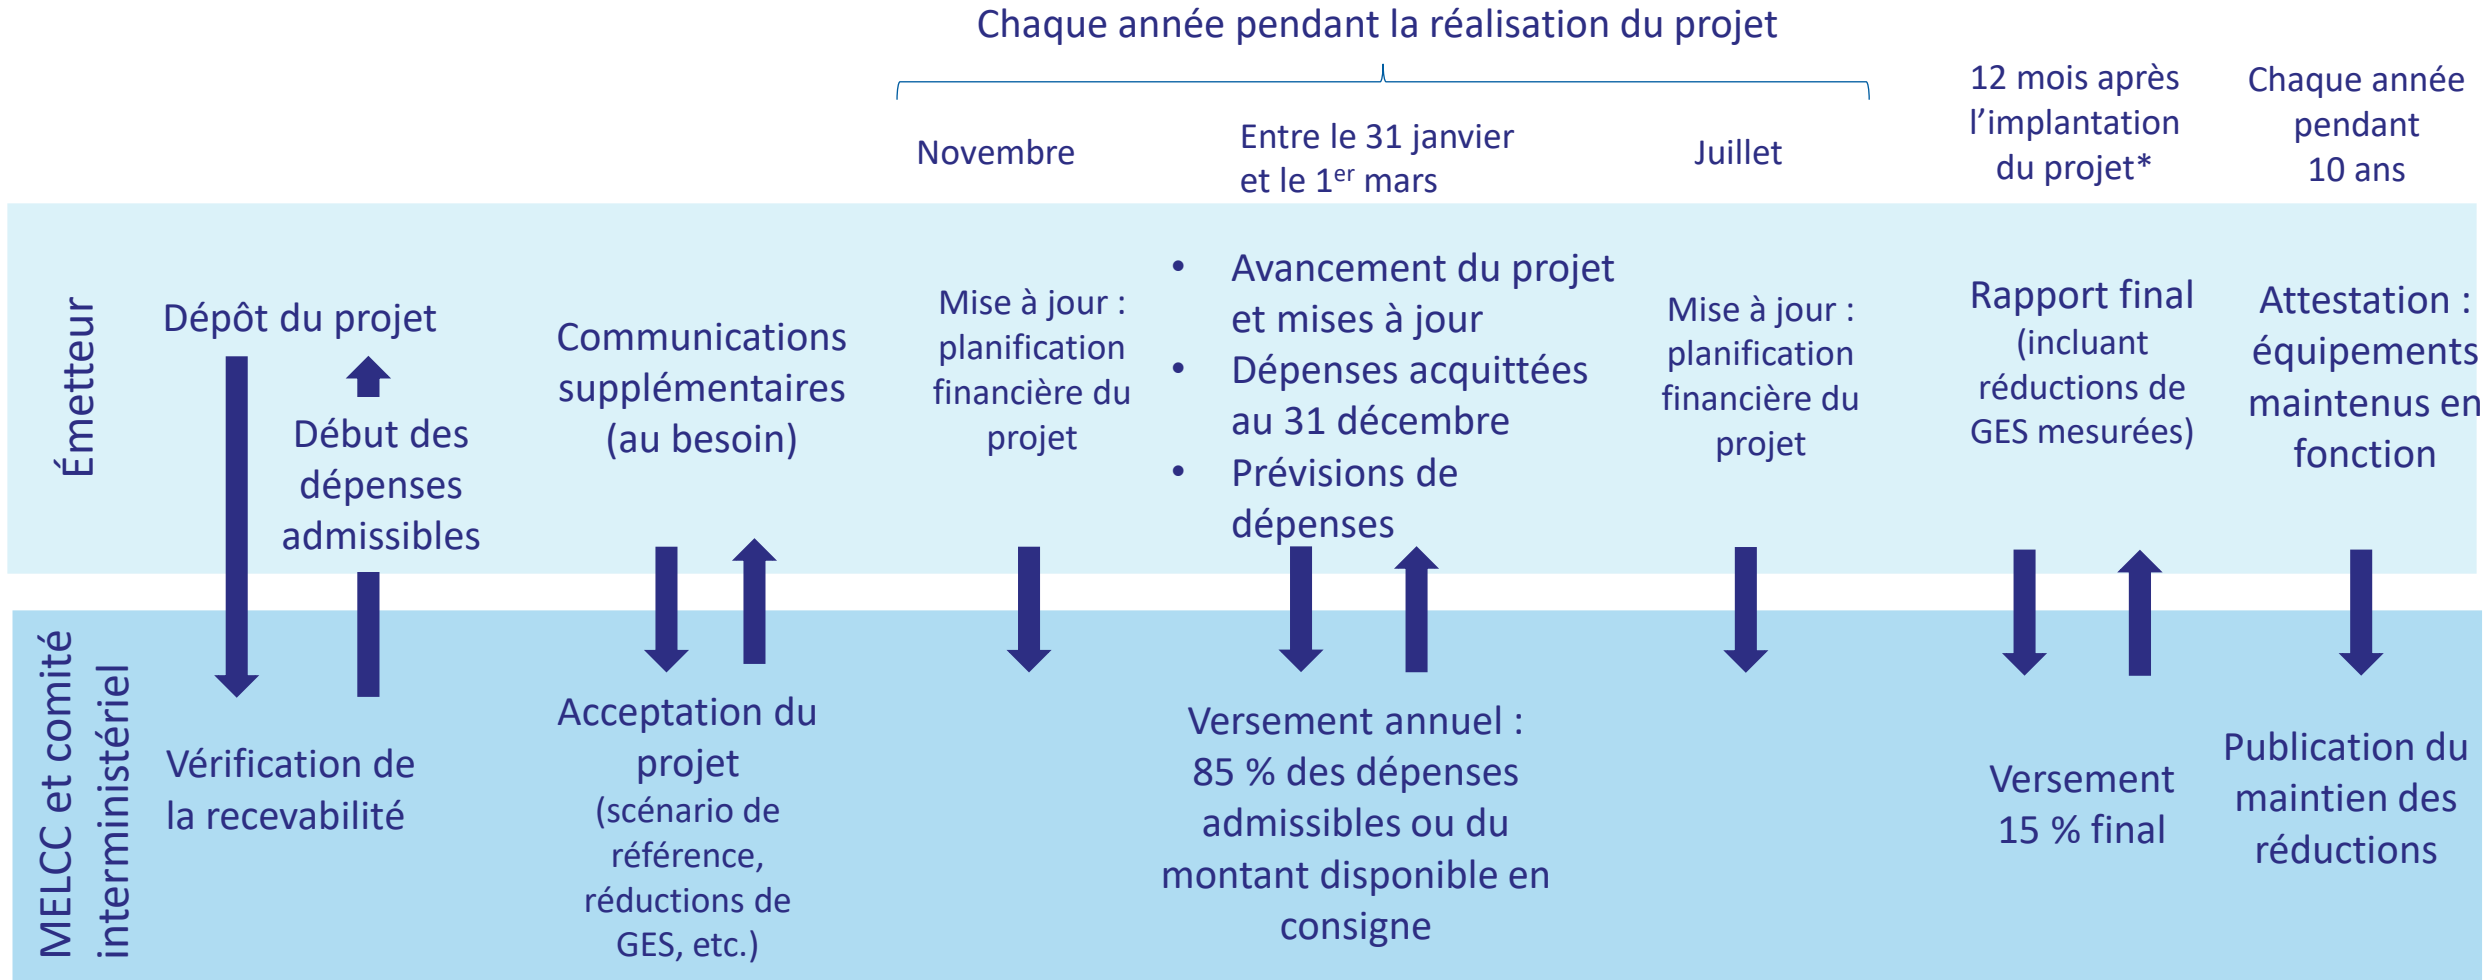 Chaque année pendant la réalisation du projet
Novembre
Entre le 31 janvier
et le 1er mars
Juillet
12 mois après
l’implantation
du projet*
Chaque année
pendant
10 ans
Émetteur
Dépôt du projet
Début des
dépenses
admissibles
Communications
supplémentaires
(au besoin)
Mise à jour :
planification
financière du
projet
• Avancement du projet
et mises à jour
• Dépenses acquittées
au 31 décembre
• Prévisions de
dépenses
Mise à jour :
planification
financière du
projet
Rapport final
(incluant
réductions de
GES mesurées)
Attestation :
équipements
maintenus en
fonction
MELCC et comité
interministériel
Vérification de
la recevabilité
Acceptation du
projet
(scénario de
référence,
réductions de
GES, etc.)
Versement annuel :
85 % des dépenses
admissibles ou du
montant disponible en
consigne
Versement
15 % final
Publication du
maintien des
réductions